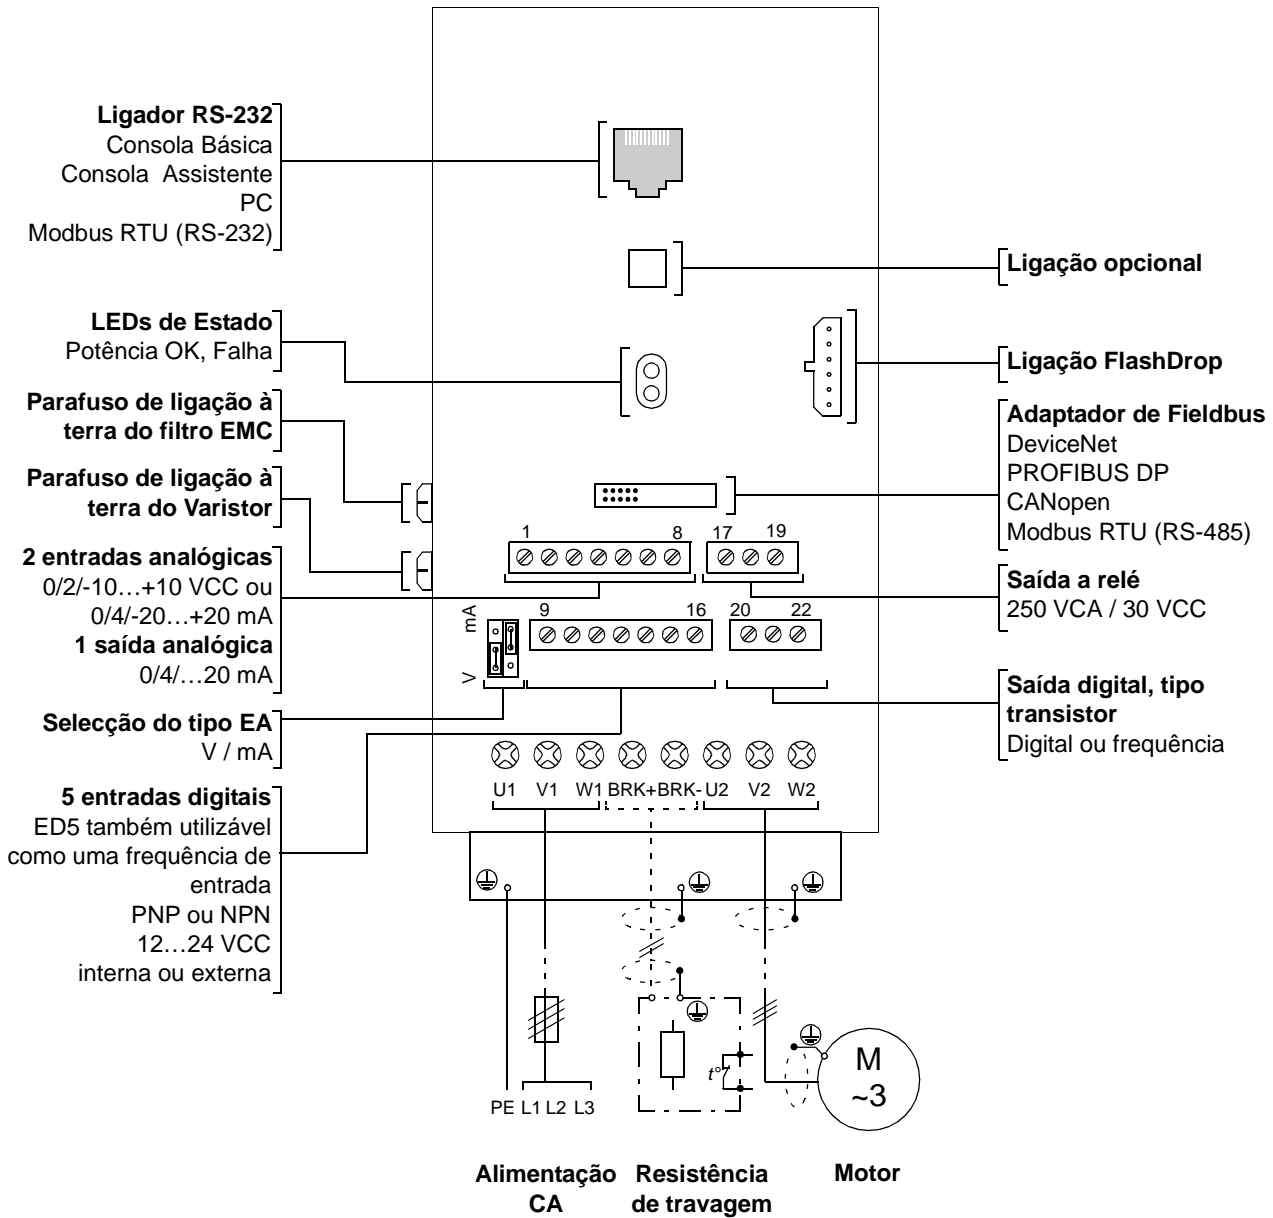 Ligador RS-232
Consola Básica
Consola Assistente
PC
Modbus RTU (RS-232)
Ligação opcional
LEDs de Estado
Potência OK, Falha
Ligação FlashDrop
Parafuso de ligação à
terra do filtro EMC
Adaptador de Fieldbus
DeviceNet
PROFIBUS DP
CANopen
Modbus RTU (RS-485)
Parafuso de ligação à
terra do Varistor
1 8 17 19
2 entradas analógicas
0/2/-10…+10 VCC ou
0/4/-20…+20 mA
1 saída analógica
0/4/…20 mA
Saída a relé
250 VCA / 30 VCC
mA
V
9 16 20 22
Saída digital, tipo
transistor
Digital ou frequência
Selecção do tipo EA
V / mA
U1 V1 W1 BRK+BRK- U2 V2 W2
5 entradas digitais
ED5 também utilizável
como uma frequência de
entrada
PNP ou NPN
12…24 VCC
interna ou externa
t°
M
~3
PE L1 L2 L3
Alimentação
CA
Resistência
de travagem
Motor